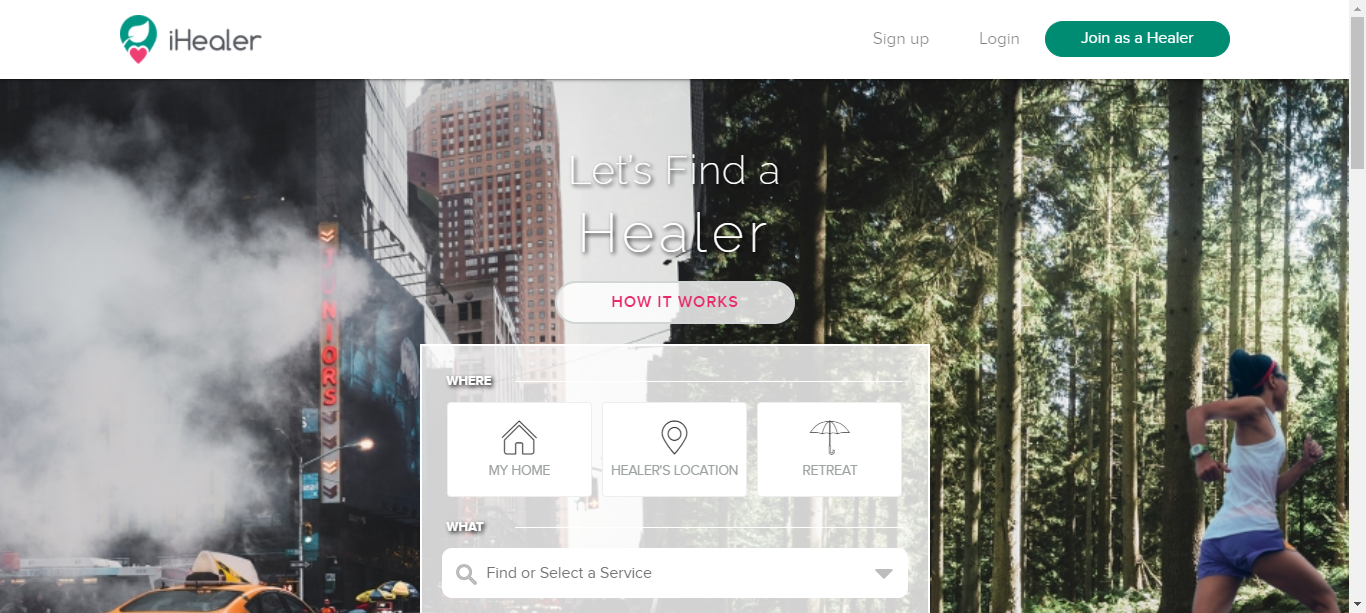 iHealer
Sign up
Login
Join as a Healer
Let's Find a
Healer
HOW IT WORKS
WHERE
MY HOME
HEALER'S LOCATION
RETREAT
WHAT
Find or Select a Service